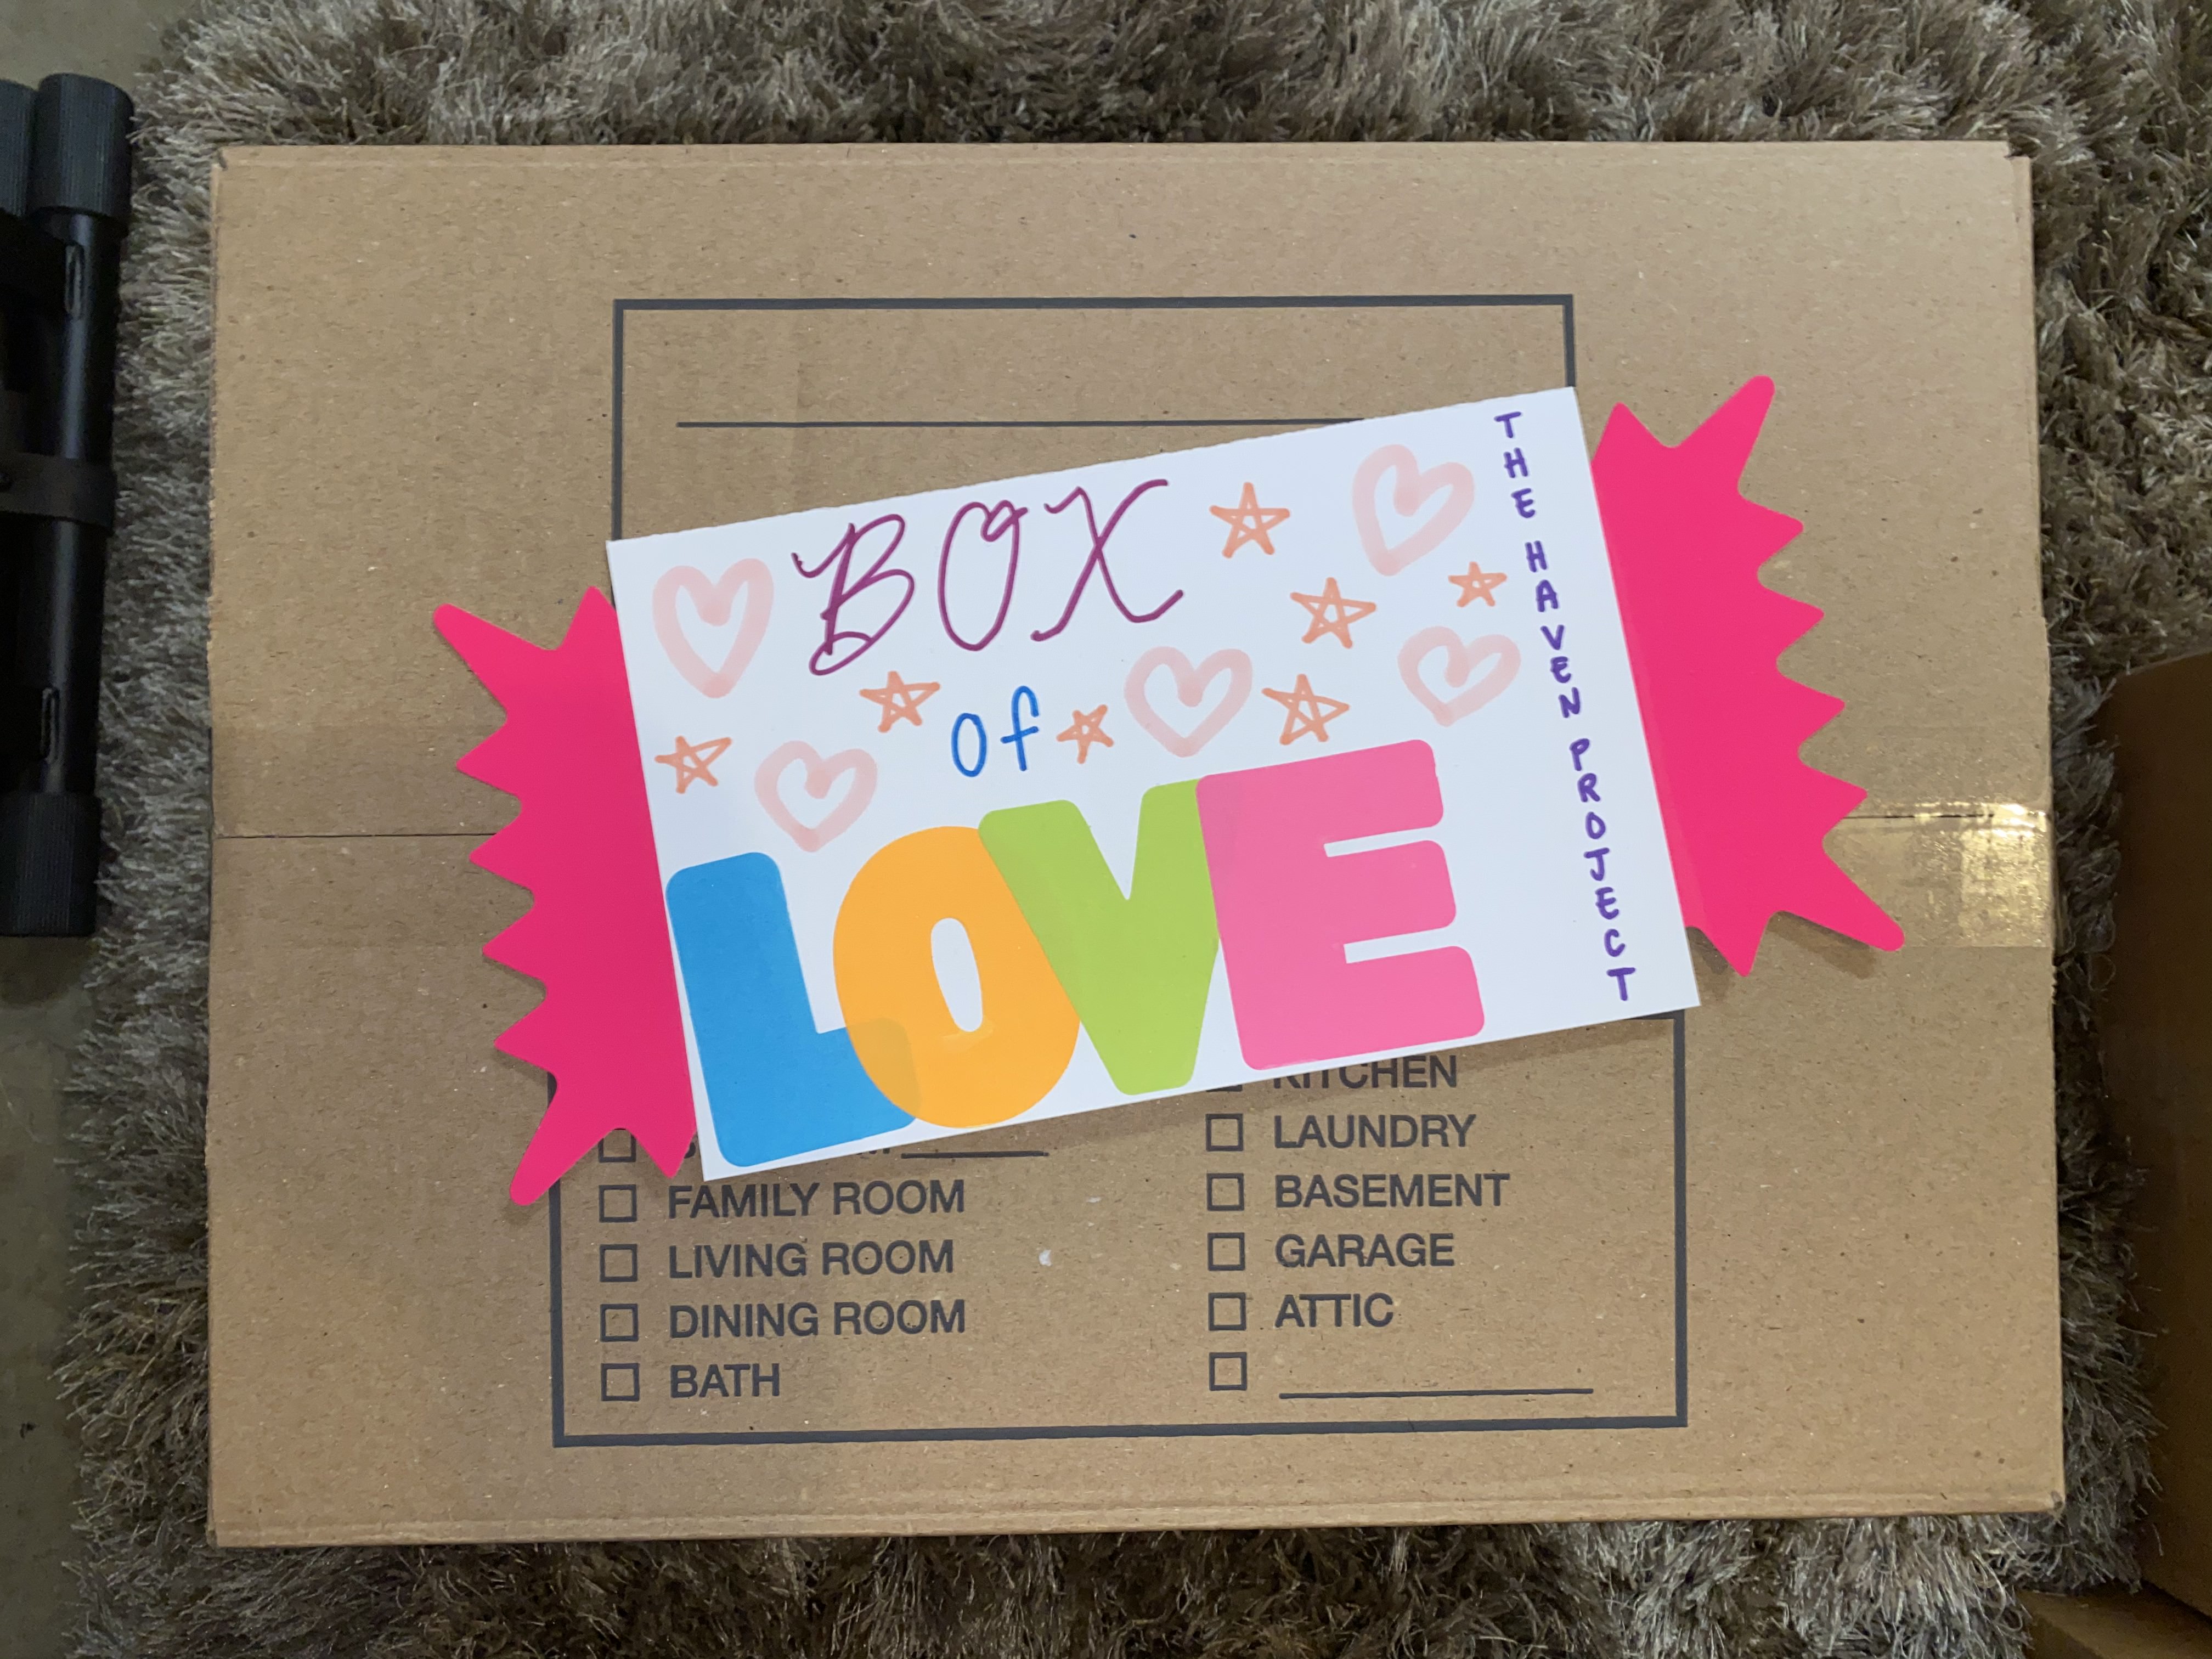 BOX
of
LOVE
THE HAVEN PROJECT
KITCHEN
LAUNDRY
FAMILY ROOM
BASEMENT
LIVING ROOM
GARAGE
DINING ROOM
ATTIC
BATH